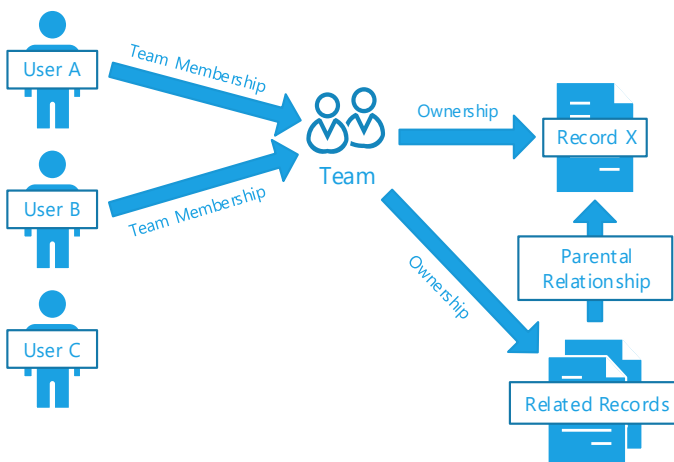 User A
Team Membership
Ownership
Record X
Team
User B
Team Membership
Ownership
Parental
Relationship
User C
Related Records